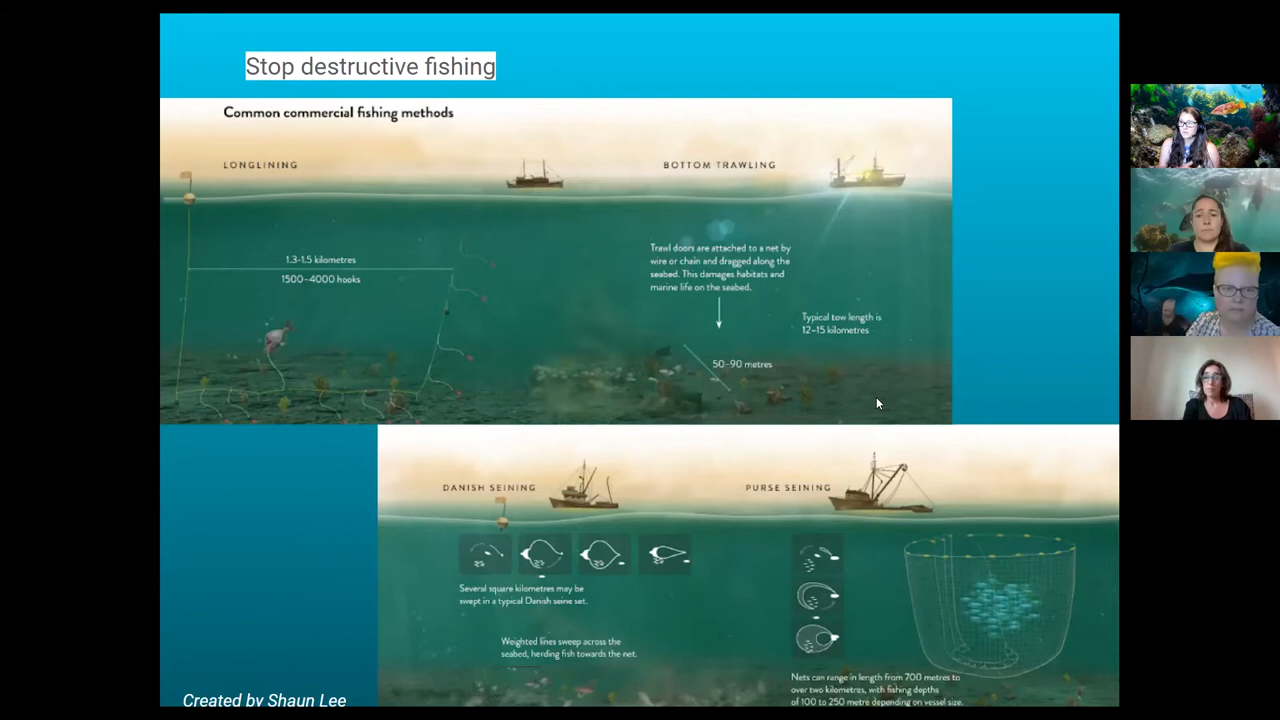 Stop destructive fishing
Common commercial fishing methods
LONGLINING
BOTTOM TRAWLING
1.3-1.5 kilometres
1500–4000 hooks
Trawl doors are attached to a net by
wire or chain and dragged along the
seabed. This damages habitats and
marine life on the seabed.
Typical tow length is
12–15 kilometres
50–90 metres
DANISH SEINING
PURSE SEINING
Several square kilometres may be
swept in a typical Danish seine set.
Weighted lines sweep across the
seabed, herding fish towards the net.
Nets can range in length from 700 metres to
over two kilometres, with fishing depths
of 100 to 250 metre depending on vessel size.
Created by Shaun Lee